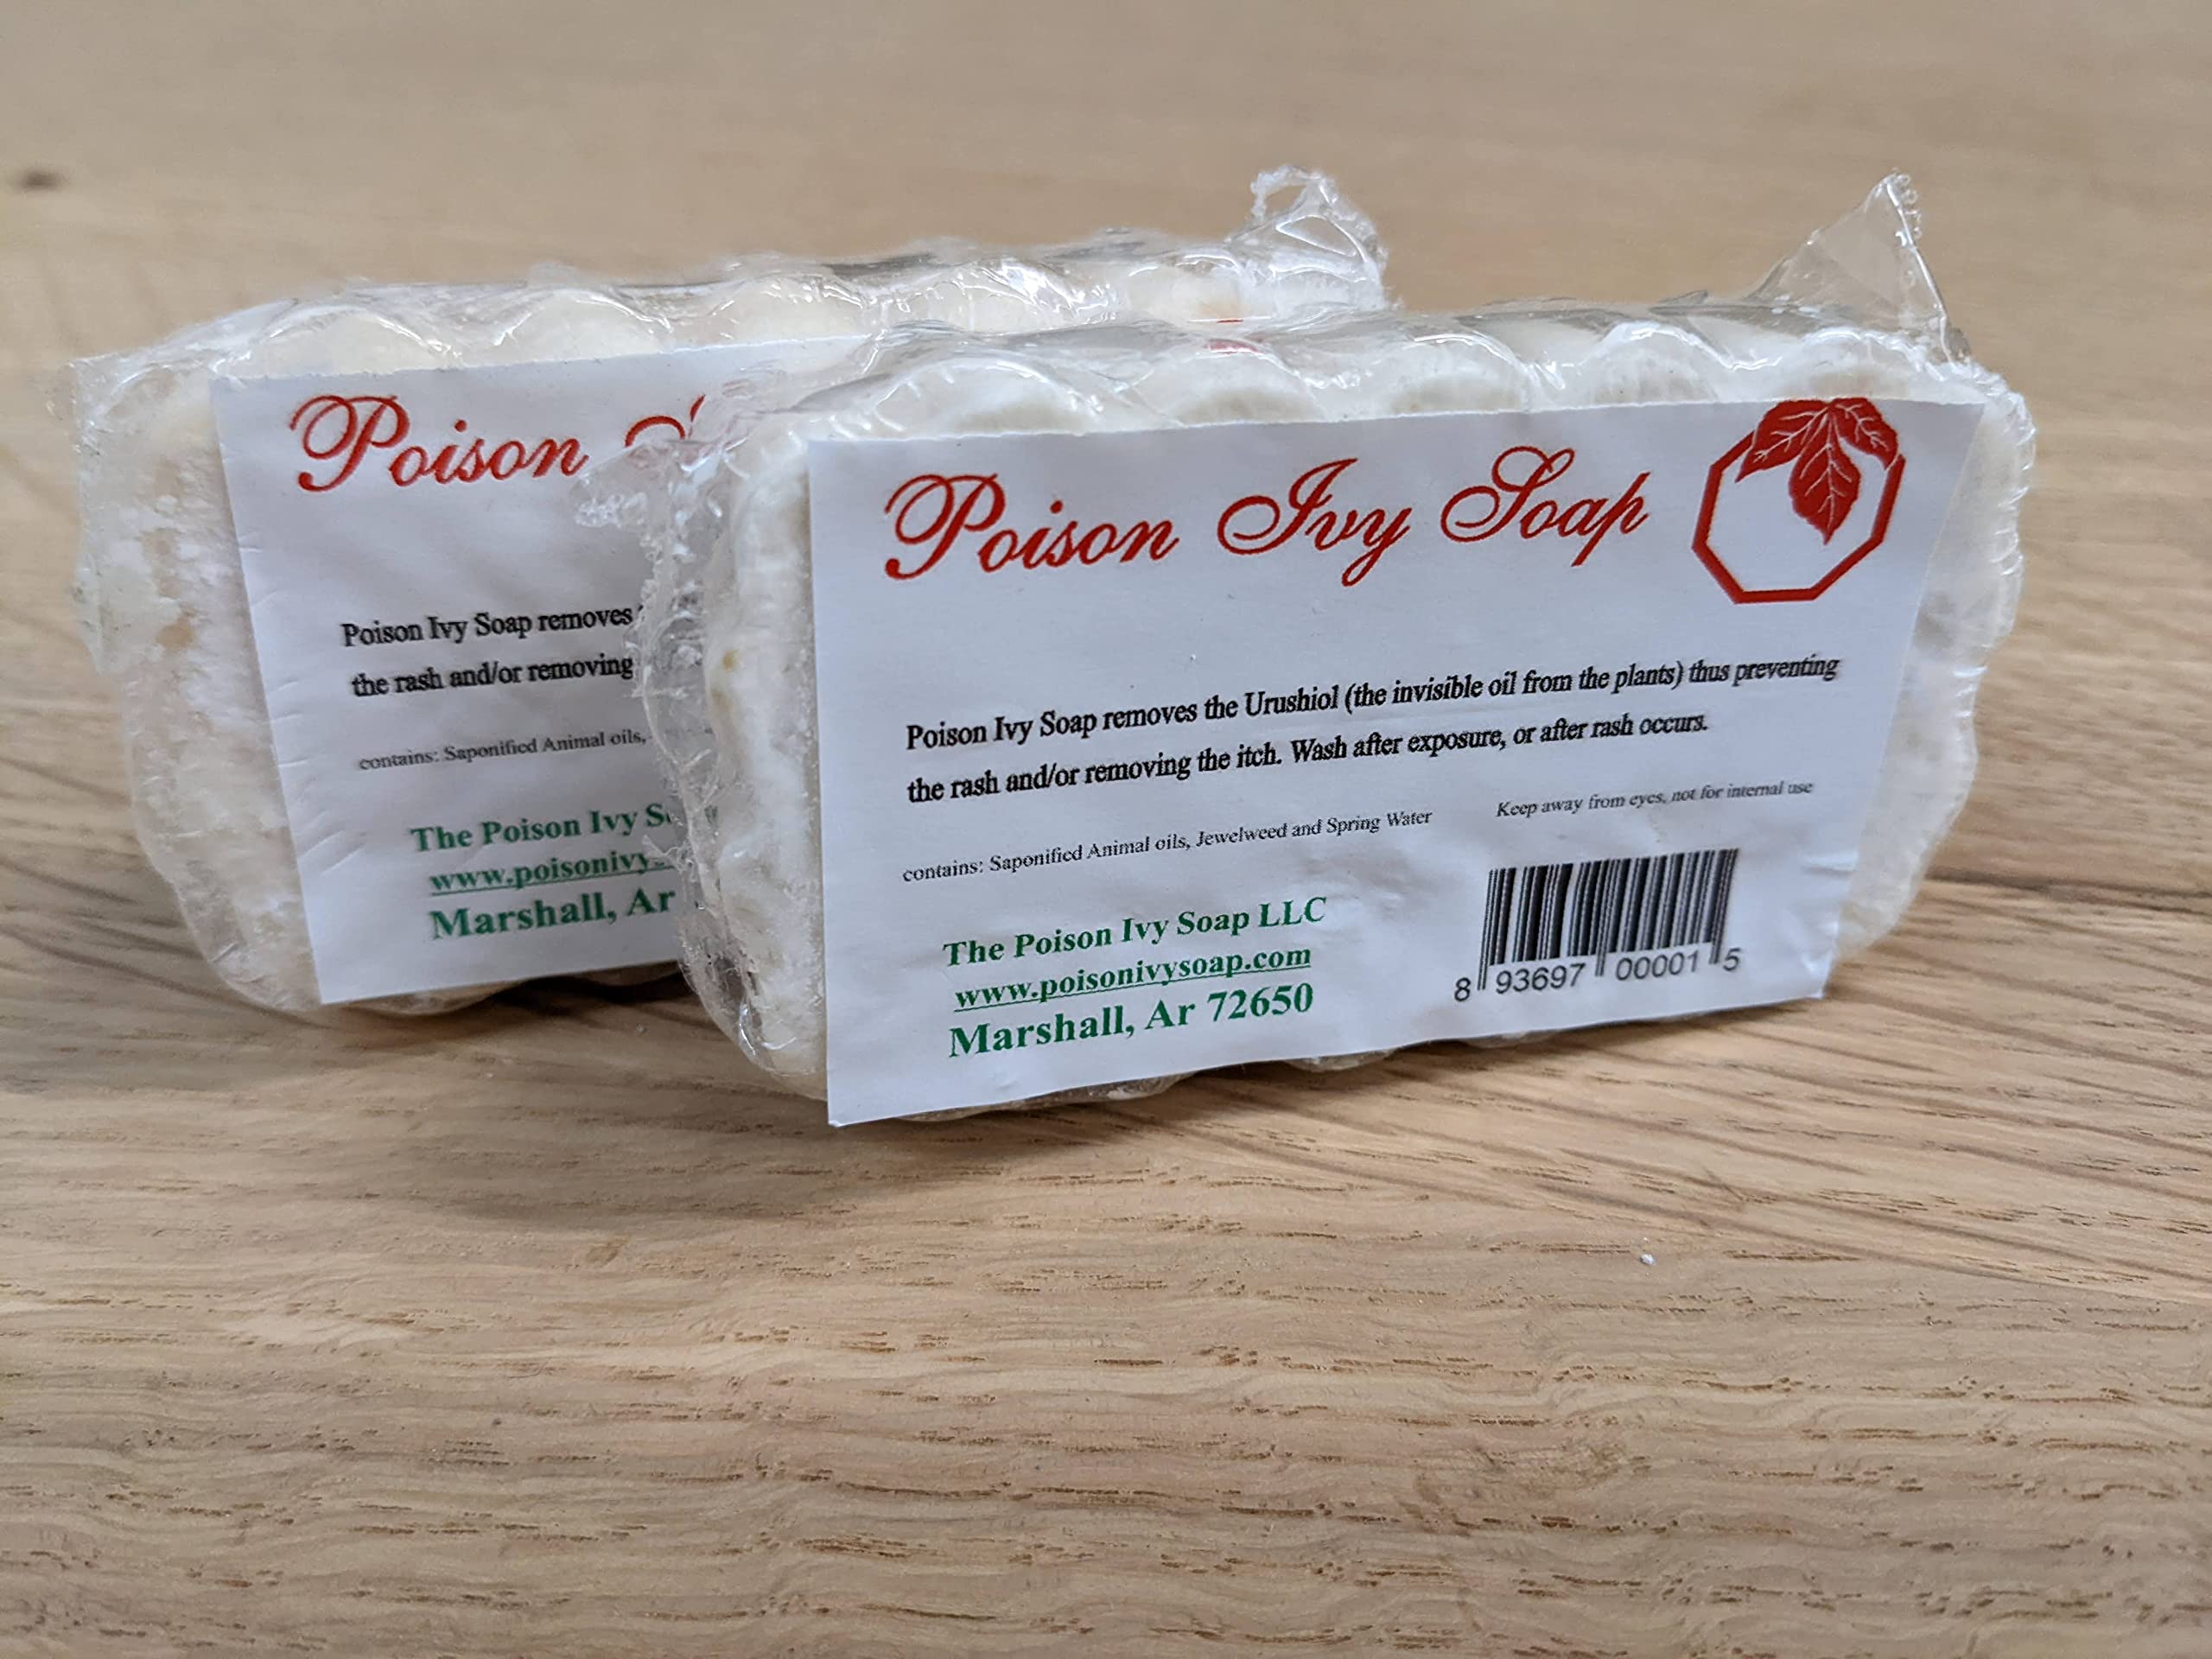 Poison
Poison Ivy Soap removes
the rash and/or removing
contains: Saponified Animal oils,
The Poison Ivy
www.poisonivy
Marshall, Ar
Poison Ivy Soap
Poison Ivy Soap removes the Urushiol (the invisible oil from the plants) thus preventing
the rash and/or removing the itch. Wash after exposure, or after rash occurs.
contains: Saponified Animal oils, Jewelweed and Spring Water
Keep away from eyes, not for internal use
The Poison Ivy Soap LLC
www.poisonivysoap.com
Marshall, Ar 72650
8 93697 00001 5